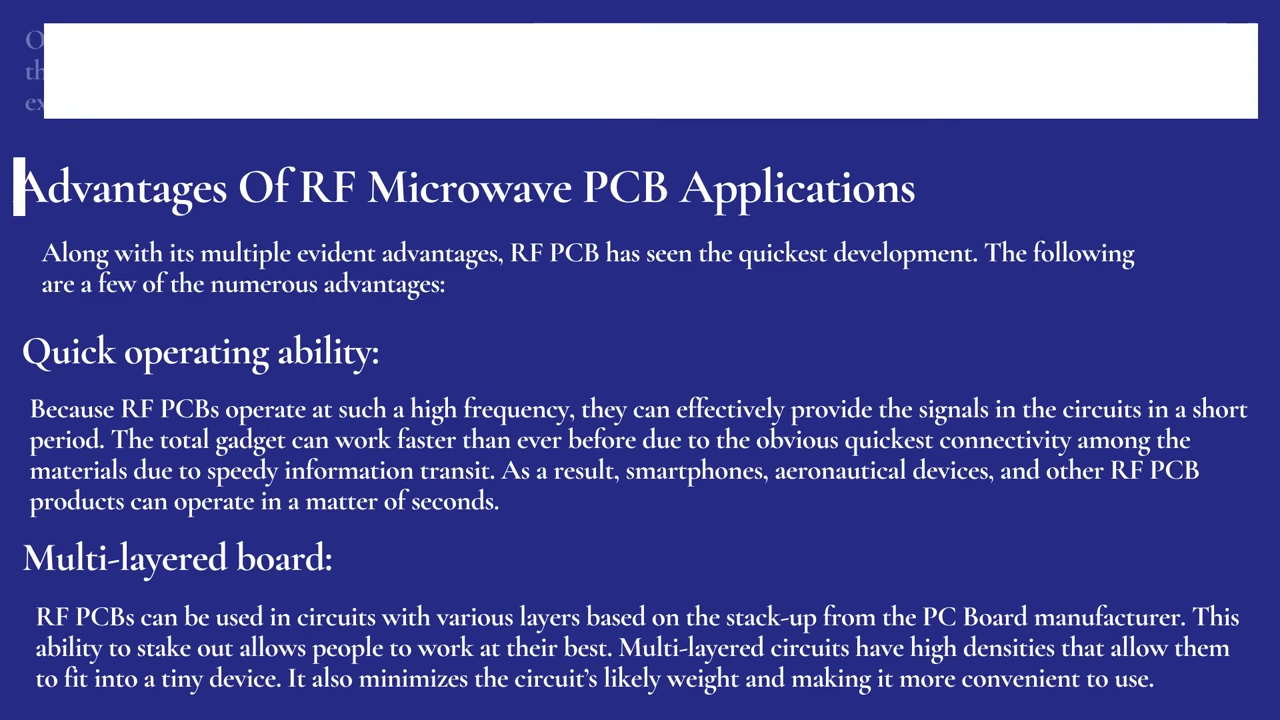 Advantages Of RF Microwave PCB Applications
Along with its multiple evident advantages, RF PCB has seen the quickest development. The following
are a few of the numerous advantages:
Quick operating ability:
Because RF PCBs operate at such a high frequency, they can effectively provide the signals in the circuits in a short
period. The total gadget can work faster than ever before due to the obvious quickest connectivity among the
materials due to speedy information transit. As a result, smartphones, aeronautical devices, and other RF PCB
products can operate in a matter of seconds.
Multi-layered board:
RF PCBs can be used in circuits with various layers based on the stack-up from the PC Board manufacturer. This
ability to stake out allows people to work at their best. Multi-layered circuits have high densities that allow them
to fit into a tiny device. It also minimizes the circuit’s likely weight and making it more convenient to use.